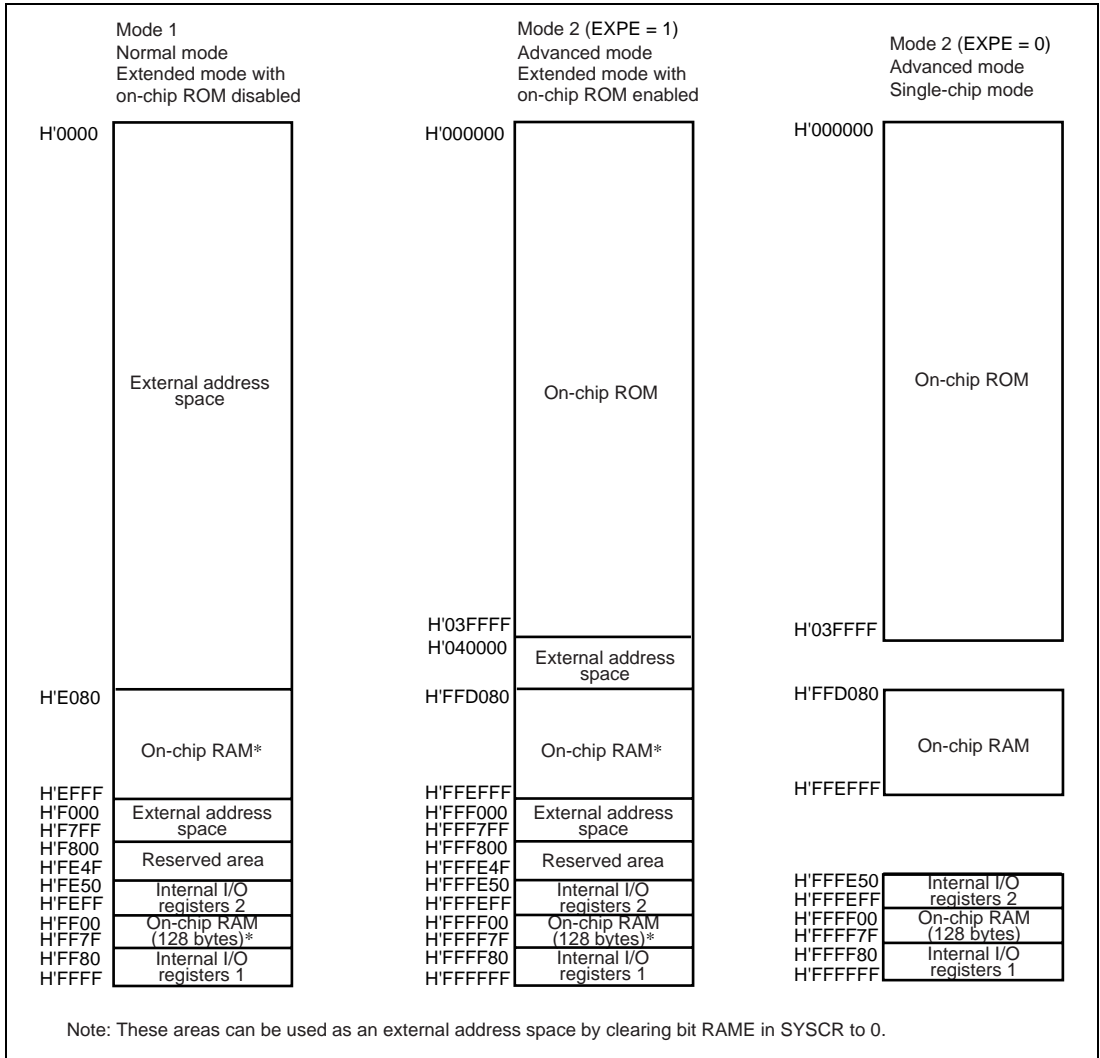 Mode 1
Normal mode
Extended mode with
on-chip ROM disabled
H'0000
External address
space
H'E080
On-chip RAM*
H'EFFF
H'F000
H'F7FF
External address
space
H'F800
H'FE4F
Reserved area
H'FE50
H'FEFF
Internal I/O
registers 2
H'FF00
H'FF7F
On-chip RAM
(128 bytes)*
H'FF80
H'FFFF
Internal I/O
registers 1
Mode 2 (EXPE = 1)
Advanced mode
Extended mode with
on-chip ROM enabled
H'000000
On-chip ROM
H'03FFFF
H'040000
External address
space
H'FFD080
On-chip RAM*
H'FFEFFF
H'FFF000
H'FFF7FF
External address
space
H'FFF800
H'FFFE4F
Reserved area
H'FFFE50
H'FFFEFF
Internal I/O
registers 2
H'FFFF00
H'FFFF7F
On-chip RAM
(128 bytes)*
H'FFFF80
H'FFFFFF
Internal I/O
registers 1
Mode 2 (EXPE = 0)
Advanced mode
Single-chip mode
H'000000
On-chip ROM
H'03FFFF
H'FFD080
On-chip RAM
H'FFEFFF
H'FFFE50
H'FFFEFF
Internal I/O
registers 2
H'FFFF00
H'FFFF7F
On-chip RAM
(128 bytes)
H'FFFF80
H'FFFFFF
Internal I/O
registers 1
Note: These areas can be used as an external address space by clearing bit RAME in SYSCR to 0.